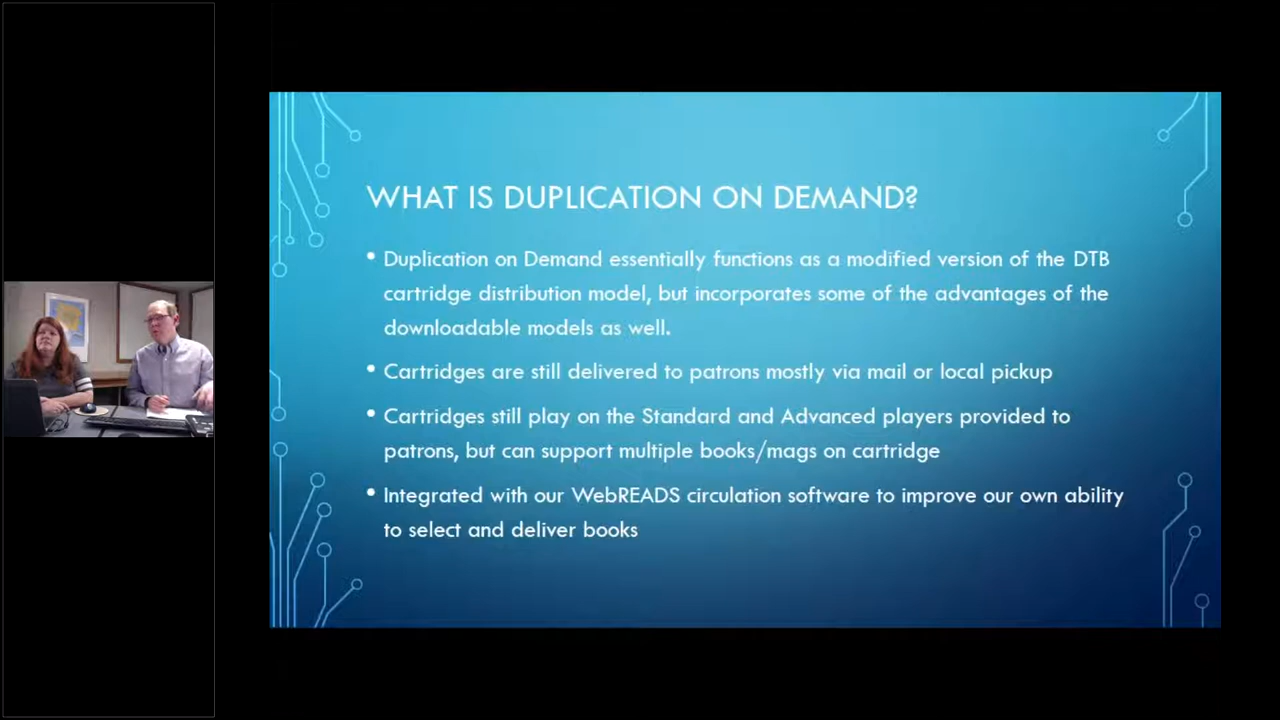 WHAT IS DUPLICATION ON DEMAND?
• Duplication on Demand essentially functions as a modified version of the DTB
cartridge distribution model, but incorporates some of the advantages of the
downloadable models as well.
• Cartridges are still delivered to patrons mostly via mail or local pickup
• Cartridges still play on the Standard and Advanced players provided to
patrons, but can support multiple books/mags on cartridge
• Integrated with our WebREADS circulation software to improve our own ability
to select and deliver books